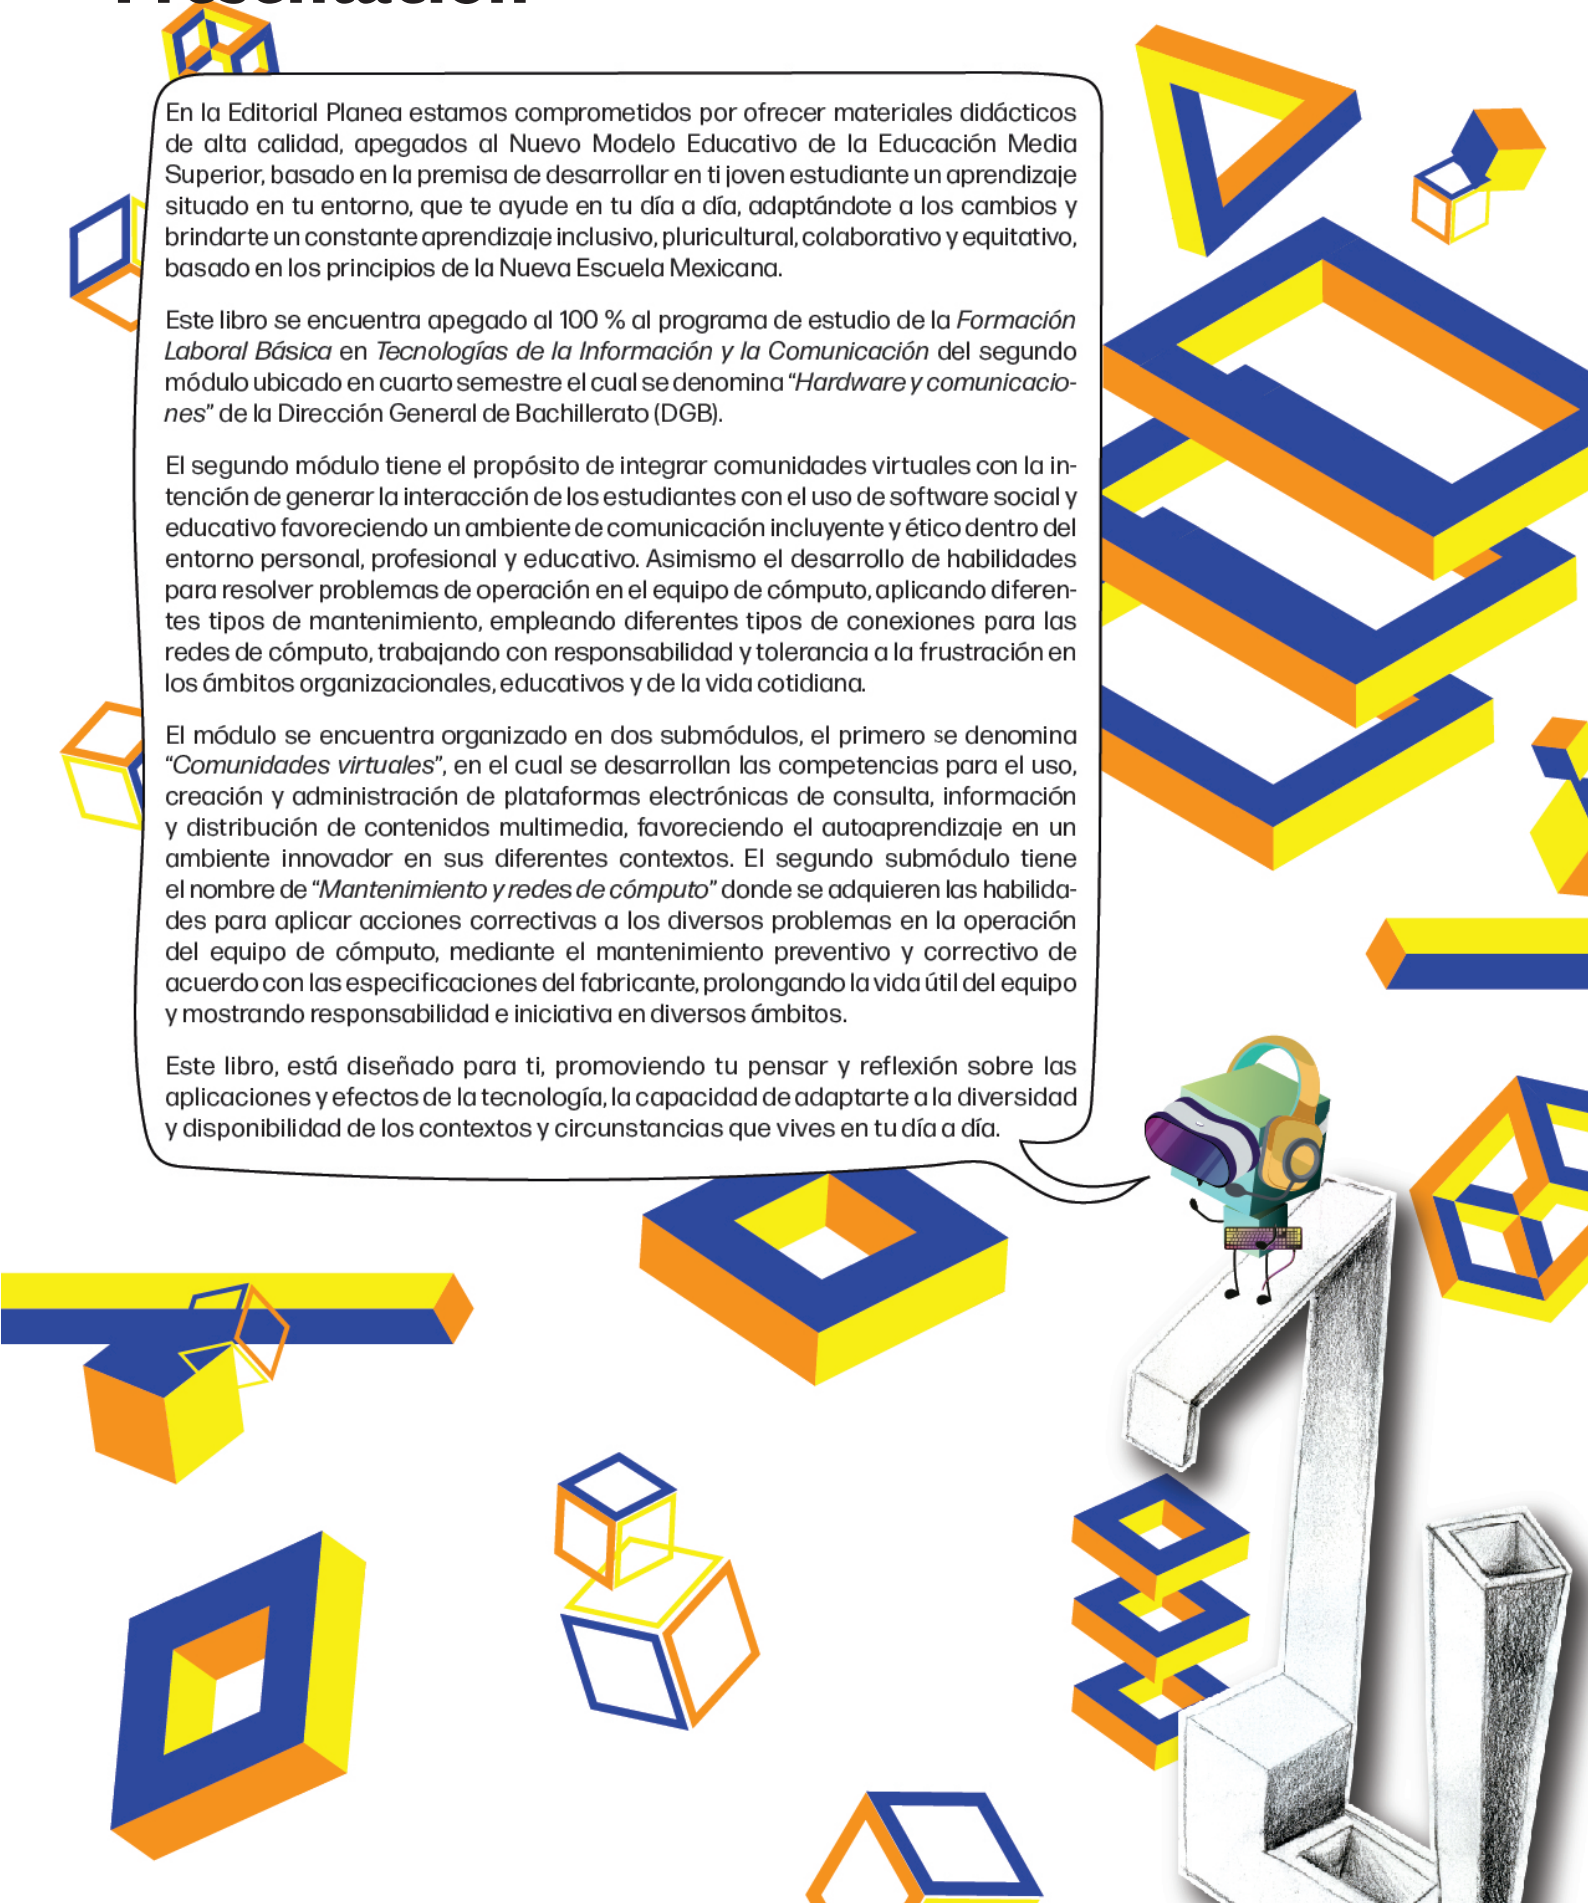 Presentación
En la Editorial Planea estamos comprometidos por ofrecer materiales didácticos
de alta calidad, apegados al Nuevo Modelo Educativo de la Educación Media
Superior, basado en la premisa de desarrollar en ti joven estudiante un aprendizaje
situado en tu entorno, que te ayude en tu día a día, adaptándote a los cambios y
brindarte un constante aprendizaje inclusivo, pluricultural, colaborativo y equitativo,
basado en los principios de la Nueva Escuela Mexicana.
Este libro se encuentra apegado al 100 % al programa de estudio de la Formación
Laboral Básica en Tecnologías de la Información y la Comunicación del segundo
módulo ubicado en cuarto semestre el cual se denomina “Hardware y comunicacio-
nes” de la Dirección General de Bachillerato (DGB).
El segundo módulo tiene el propósito de integrar comunidades virtuales con la in-
tención de generar la interacción de los estudiantes con el uso de software social y
educativo favoreciendo un ambiente de comunicación incluyente y ético dentro del
entorno personal, profesional y educativo. Asimismo el desarrollo de habilidades
para resolver problemas de operación en el equipo de cómputo, aplicando diferen-
tes tipos de mantenimiento, empleando diferentes tipos de conexiones para las
redes de cómputo, trabajando con responsabilidad y tolerancia a la frustración en
los ámbitos organizacionales, educativos y de la vida cotidiana.
El módulo se encuentra organizado en dos submódulos, el primero se denomina
“Comunidades virtuales”, en el cual se desarrollan las competencias para el uso,
creación y administración de plataformas electrónicas de consulta, información
y distribución de contenidos multimedia, favoreciendo el autoaprendizaje en un
ambiente innovador en sus diferentes contextos. El segundo submódulo tiene
el nombre de “Mantenimiento y redes de cómputo” donde se adquieren las habilida-
des para aplicar acciones correctivas a los diversos problemas en la operación
del equipo de cómputo, mediante el mantenimiento preventivo y correctivo de
acuerdo con las especificaciones del fabricante, prolongando la vida útil del equipo
y mostrando responsabilidad e iniciativa en diversos ámbitos.
Este libro, está diseñado para ti, promoviendo tu pensar y reflexión sobre las
aplicaciones y efectos de la tecnología, la capacidad de adaptarte a la diversidad
y disponibilidad de los contextos y circunstancias que vives en tu día a día.